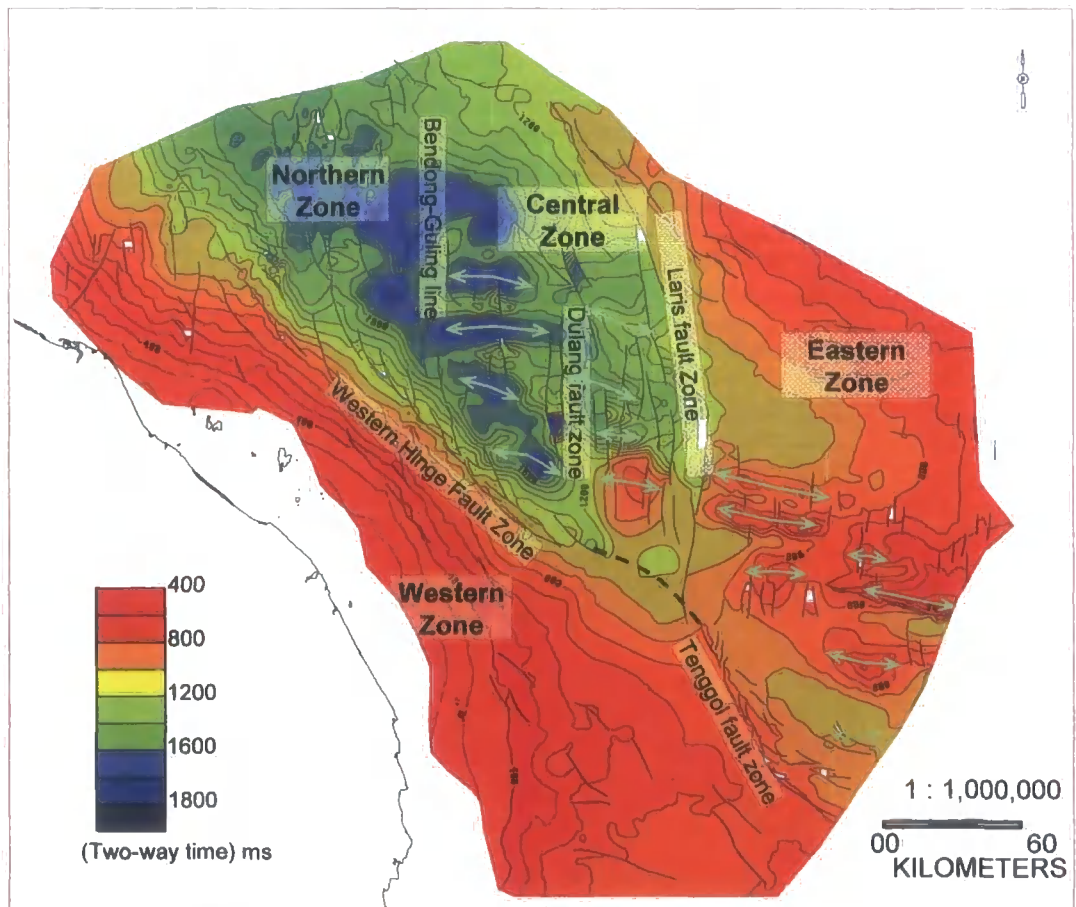 Northern
Zone
Bendong-Guling line
Central
Zone
1200
Laris fault Zone
Dulang fault zone
Eastern
Zone
Western Hinge Fault Zone
1200
Western
Zone
Tenggol fault zone
400
800
1200
1600
1800
(Two-way time) ms
1 : 1,000,000
00 60
KILOMETERS